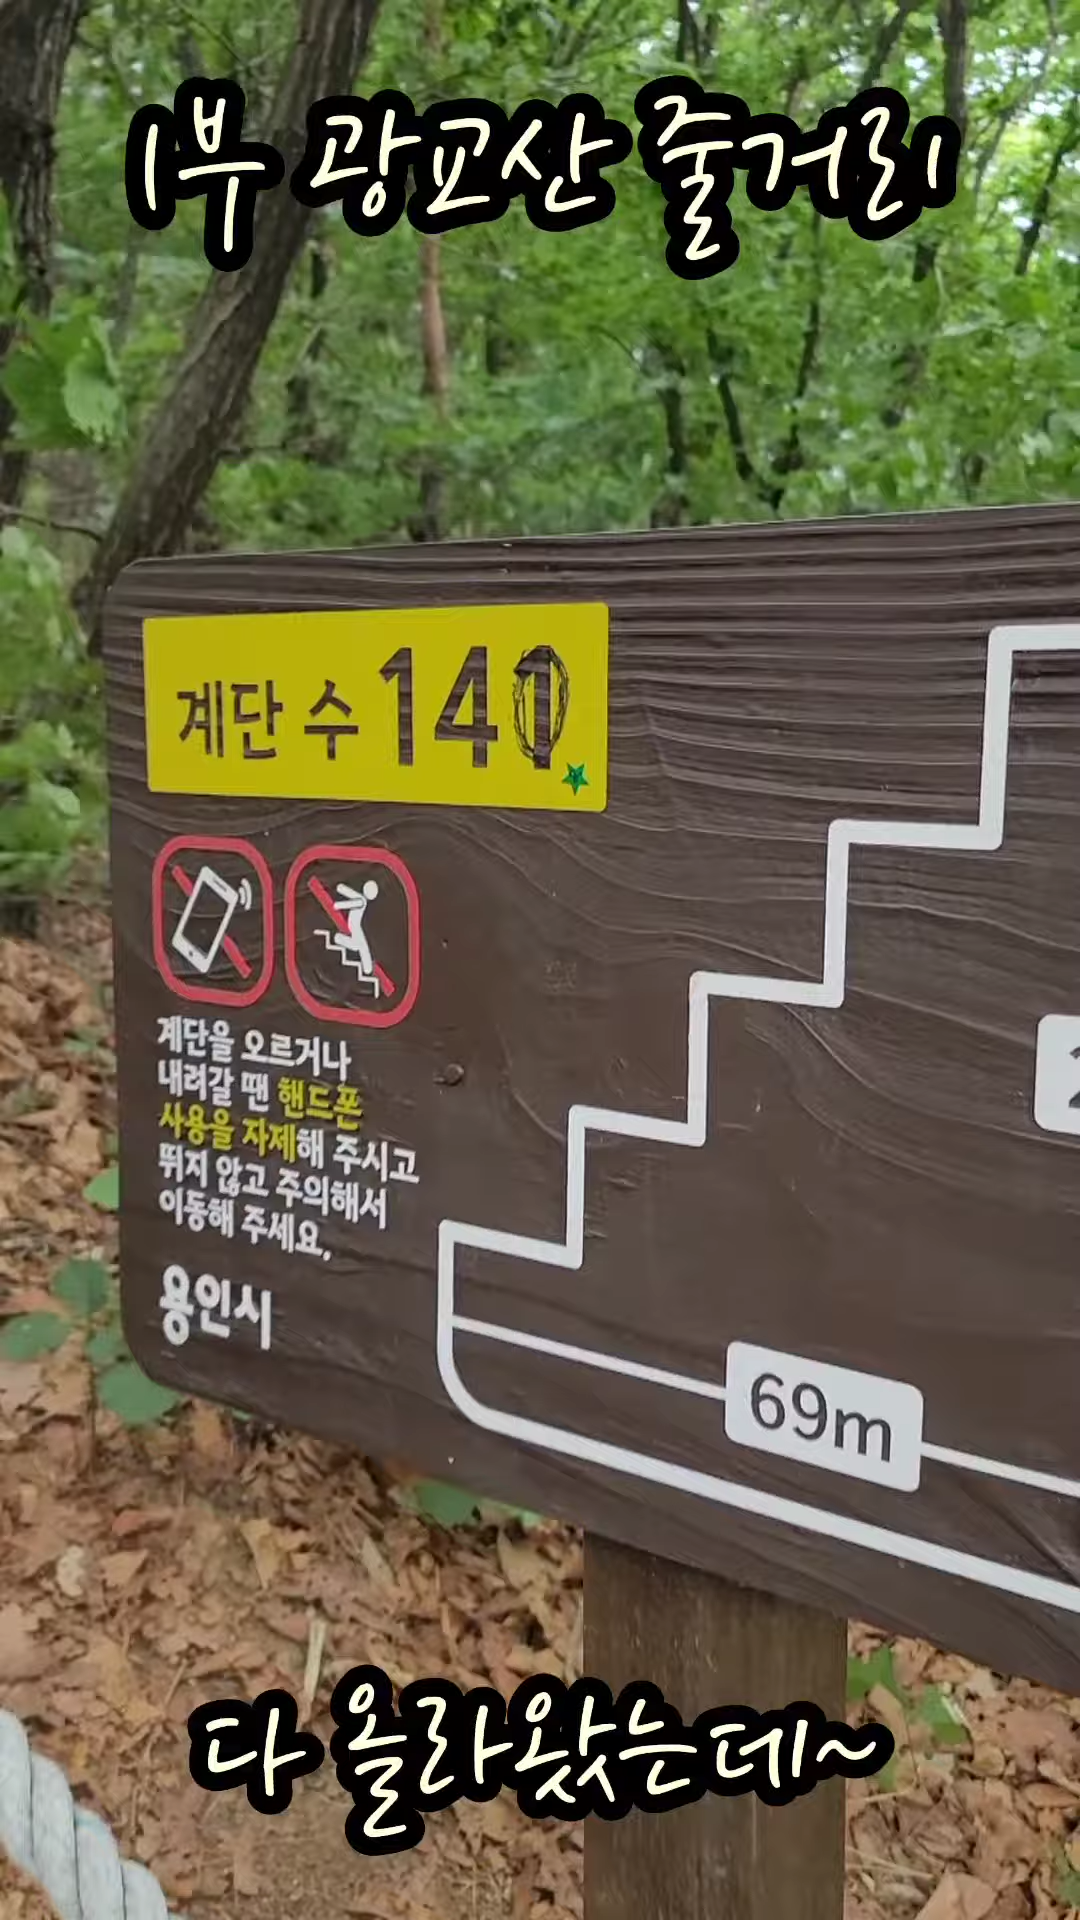 1부 광교산 줄거리
계단 수 141
계단을 오르거나
내려갈 땐 핸드폰
사용을 자제해 주시고
뛰지 않고 주의해서
이동해 주세요.
용인시
69m
다 올라왔는데~